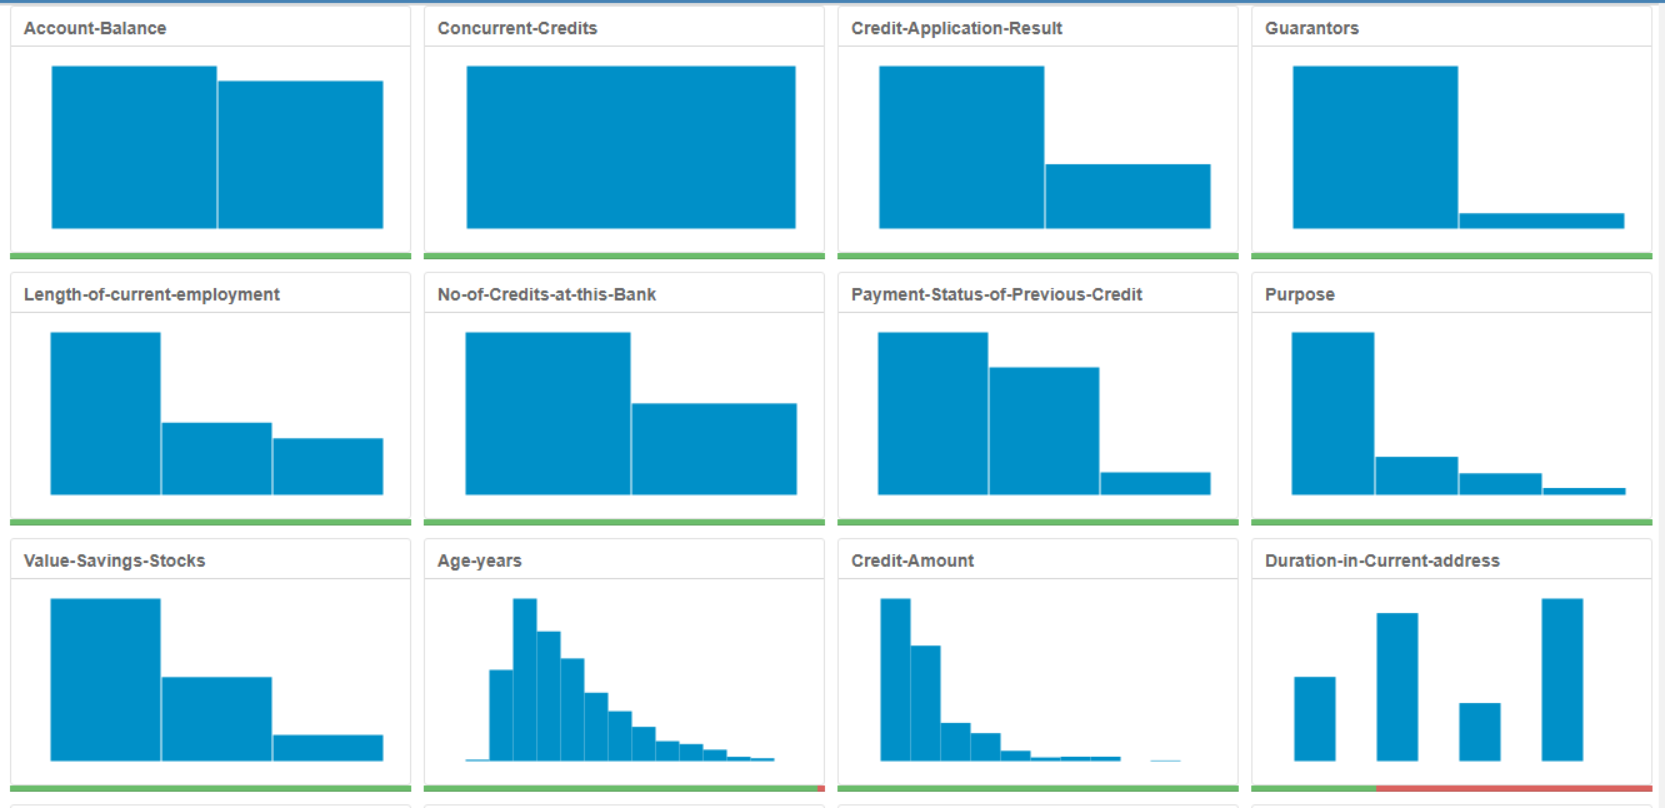 Account-Balance
Concurrent-Credits
Credit-Application-Result
Guarantors
Length-of-current-employment
No-of-Credits-at-this-Bank
Payment-Status-of-Previous-Credit
Purpose
Value-Savings-Stocks
Age-years
Credit-Amount
Duration-in-Current-address